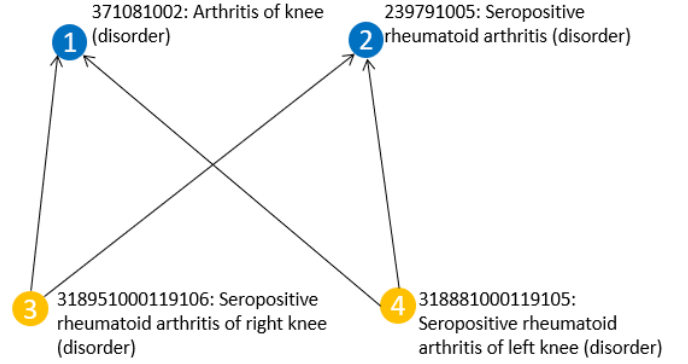 1
371081002: Arthritis of knee
(disorder)
2
239791005: Seropositive
rheumatoid arthritis (disorder)
3
318951000119106: Seropositive
rheumatoid arthritis of right knee
(disorder)
4
318881000119105:
Seropositive rheumatoid
arthritis of left knee (disorder)